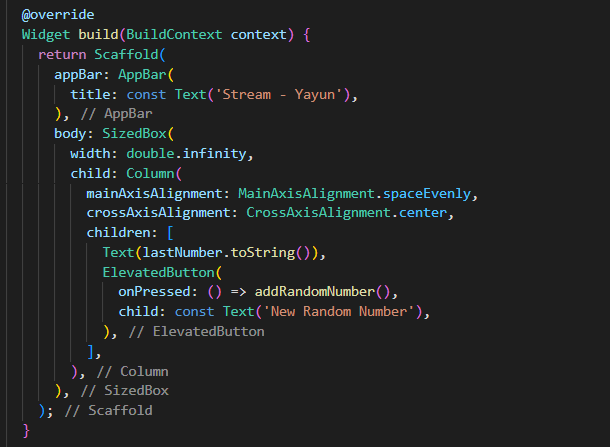 @override
Widget build(BuildContext context) {
  return Scaffold(
    appBar: AppBar(
      title: const Text('Stream - Yayun'),
    ), // AppBar
    body: SizedBox(
      width: double.infinity,
      child: Column(
        mainAxisAlignment: MainAxisAlignment.spaceEvenly,
        crossAxisAlignment: CrossAxisAlignment.center,
        children: [
          Text(lastNumber.toString()),
          ElevatedButton(
            onPressed: () => addRandomNumber(),
            child: const Text('New Random Number'),
          ), // ElevatedButton
        ],
      ), // Column
    ), // SizedBox
  ); // Scaffold
}